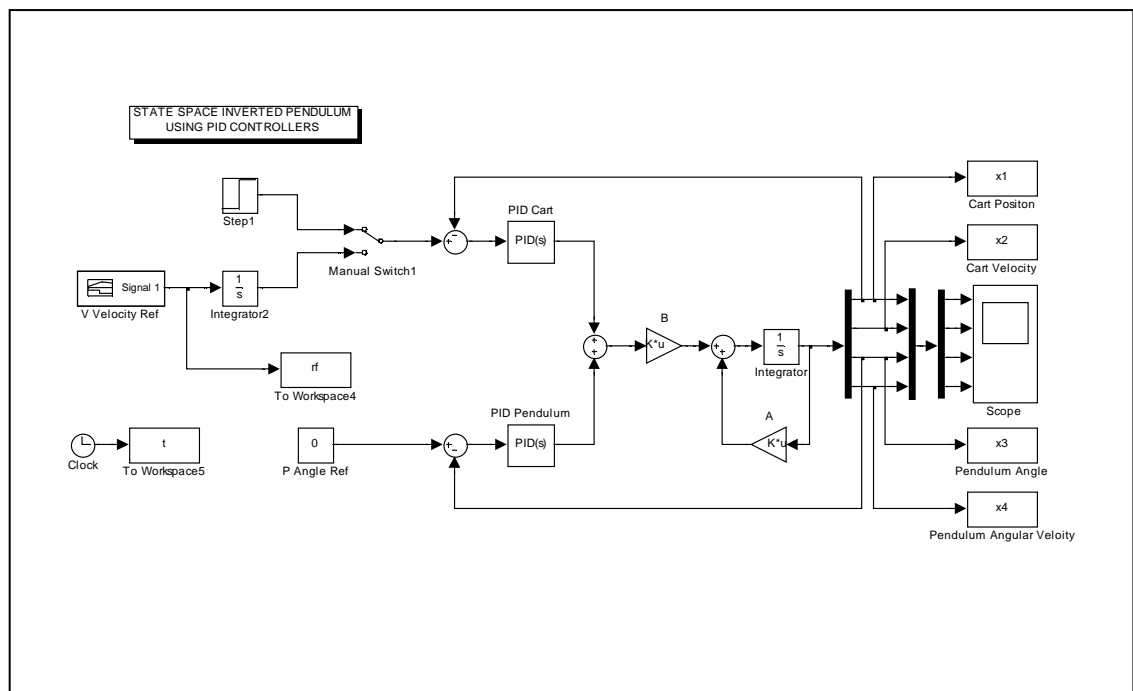 STATE SPACE INVERTED PENDULUM
USING PID CONTROLLERS
Step1
Signal 1
V Velocity Ref
1
s
Integrator2
Manual Switch1
rf
To Workspace4
Clock
t
To Workspace5
0
P Angle Ref
PID Cart
PID(s)
PID Pendulum
PID(s)
B
K*u
1
s
Integrator
A
K*u
x1
Cart Positon
x2
Cart Velocity
Scope
x3
Pendulum Angle
x4
Pendulum Angular Veloity